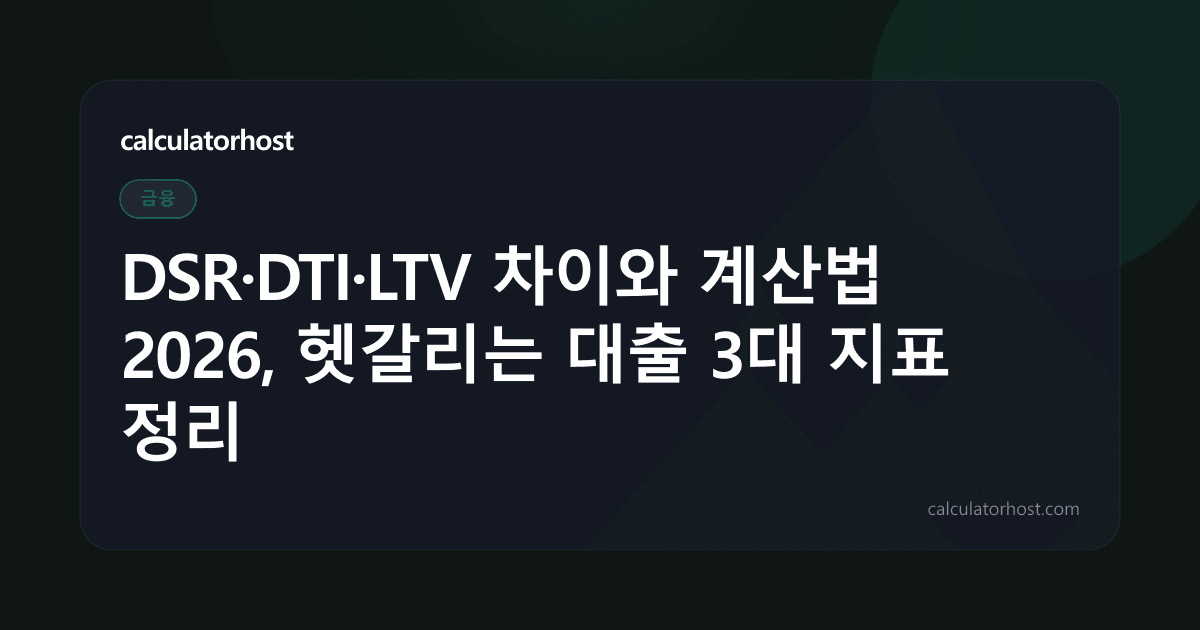 calculatorhost
금융
DSR·DTI·LTV 차이와 계산법
2026, 헷갈리는 대출 3대 지표
정리
calculatorhost.com